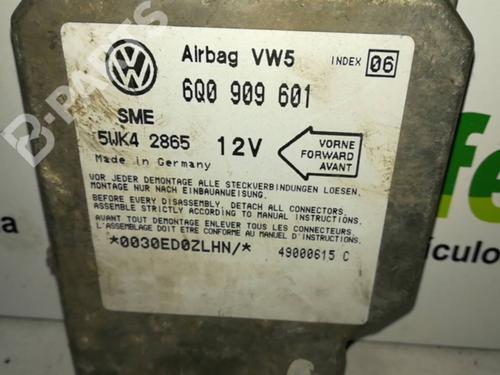 B-PARTS
Airbag VW5
INDEX 06
6Q0 909 601
SME
5WK4 2865
12V
VORNE
FORWARD
AVANT
Made in Germany
VOR JEDER DEMONTAGE ALLE STECKVERBINDUNGEN LOESEN,
MONTAGE NUR NACH EINBAUANWEISUNG.
BEFORE EVERY DISASSEMBLY, DETACH ALL CONNECTORS,
ASSEMBLE STRICTLY ACCORDING TO MANUAL INSTRUCTIONS.
AVANT TOUT DEMONTAGE ENLEVER TOUS LES CONNECTEURS.
L'ASSEMBLAGE DOIT ETRE CONFORME AU MANUEL D'INSTRUCTIONS.
*0030ED0ZLHN/*
49000615 C